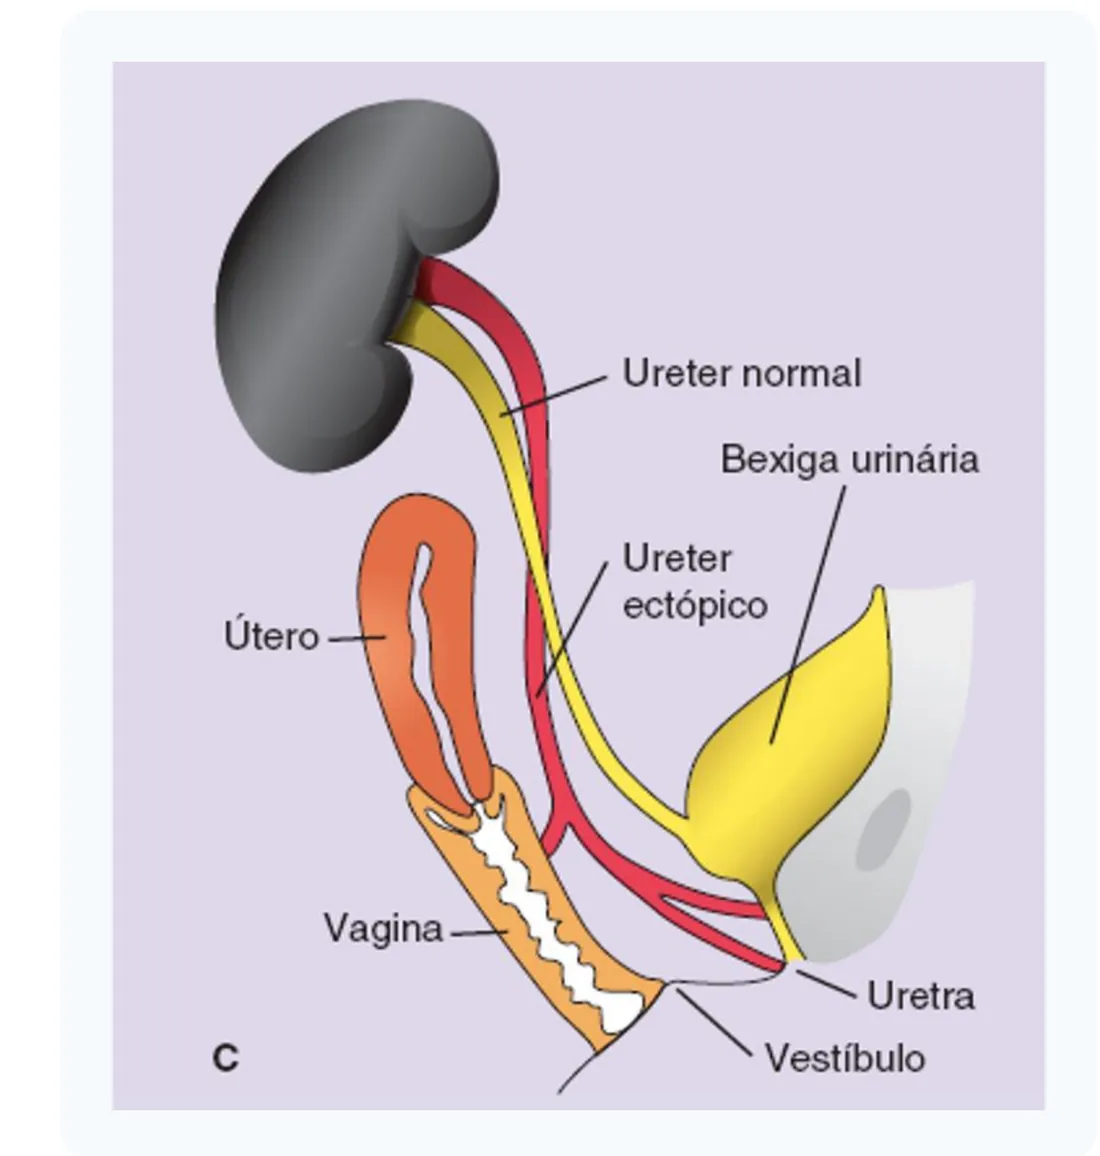 Ureter normal
Bexiga urinária
Ureter
ectópico
Útero
Vagina
Uretra
Vestíbulo
C